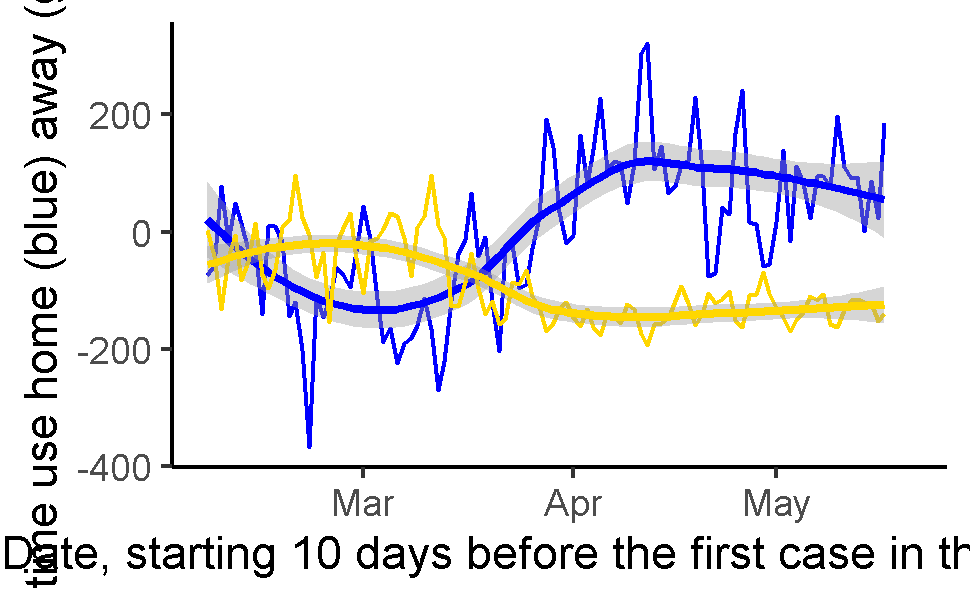 time use home (blue) away (
200
0
-200
-400
Mar Apr May
Date, starting 10 days before the first case in th